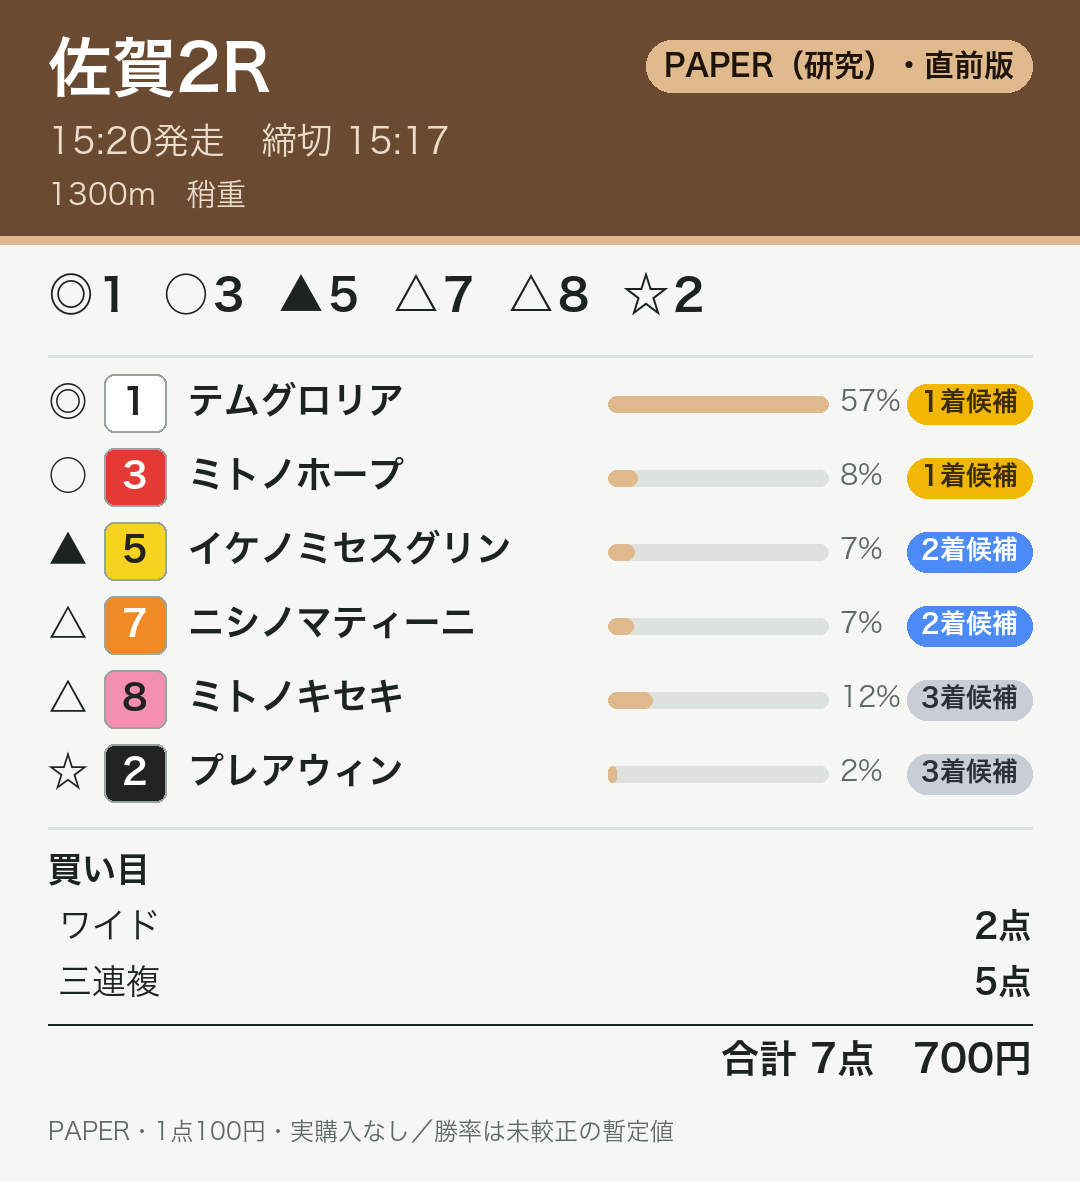 佐賀2R
PAPER（研究）・直前版
15:20発走　締切 15:17
1300m　稍重
◎1 ○3 ▲5 △7 △8 ☆2
◎ 1 テムグロリア 57% 1着候補
○ 3 ミトノホープ 8% 1着候補
▲ 5 イケノミセスグリン 7% 2着候補
△ 7 ニシノマティーニ 7% 2着候補
△ 8 ミトノキセキ 12% 3着候補
☆ 2 プレアウィン 2% 3着候補
買い目
ワイド 2点
三連複 5点
合計 7点　700円
PAPER・1点100円・実購入なし／勝率は未較正の暫定値